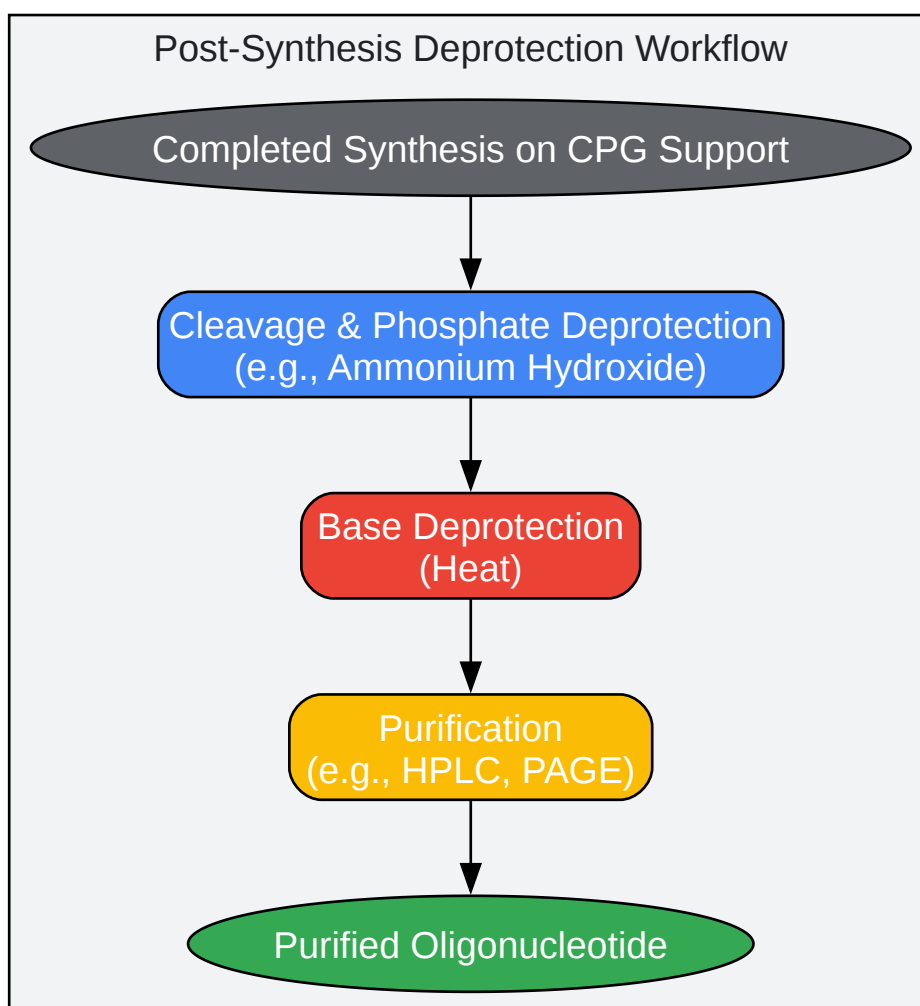 Post-Synthesis Deprotection Workflow
Completed Synthesis on CPG Support
Cleavage & Phosphate Deprotection
(e.g., Ammonium Hydroxide)
Base Deprotection
(Heat)
Purification
(e.g., HPLC, PAGE)
Purified Oligonucleotide